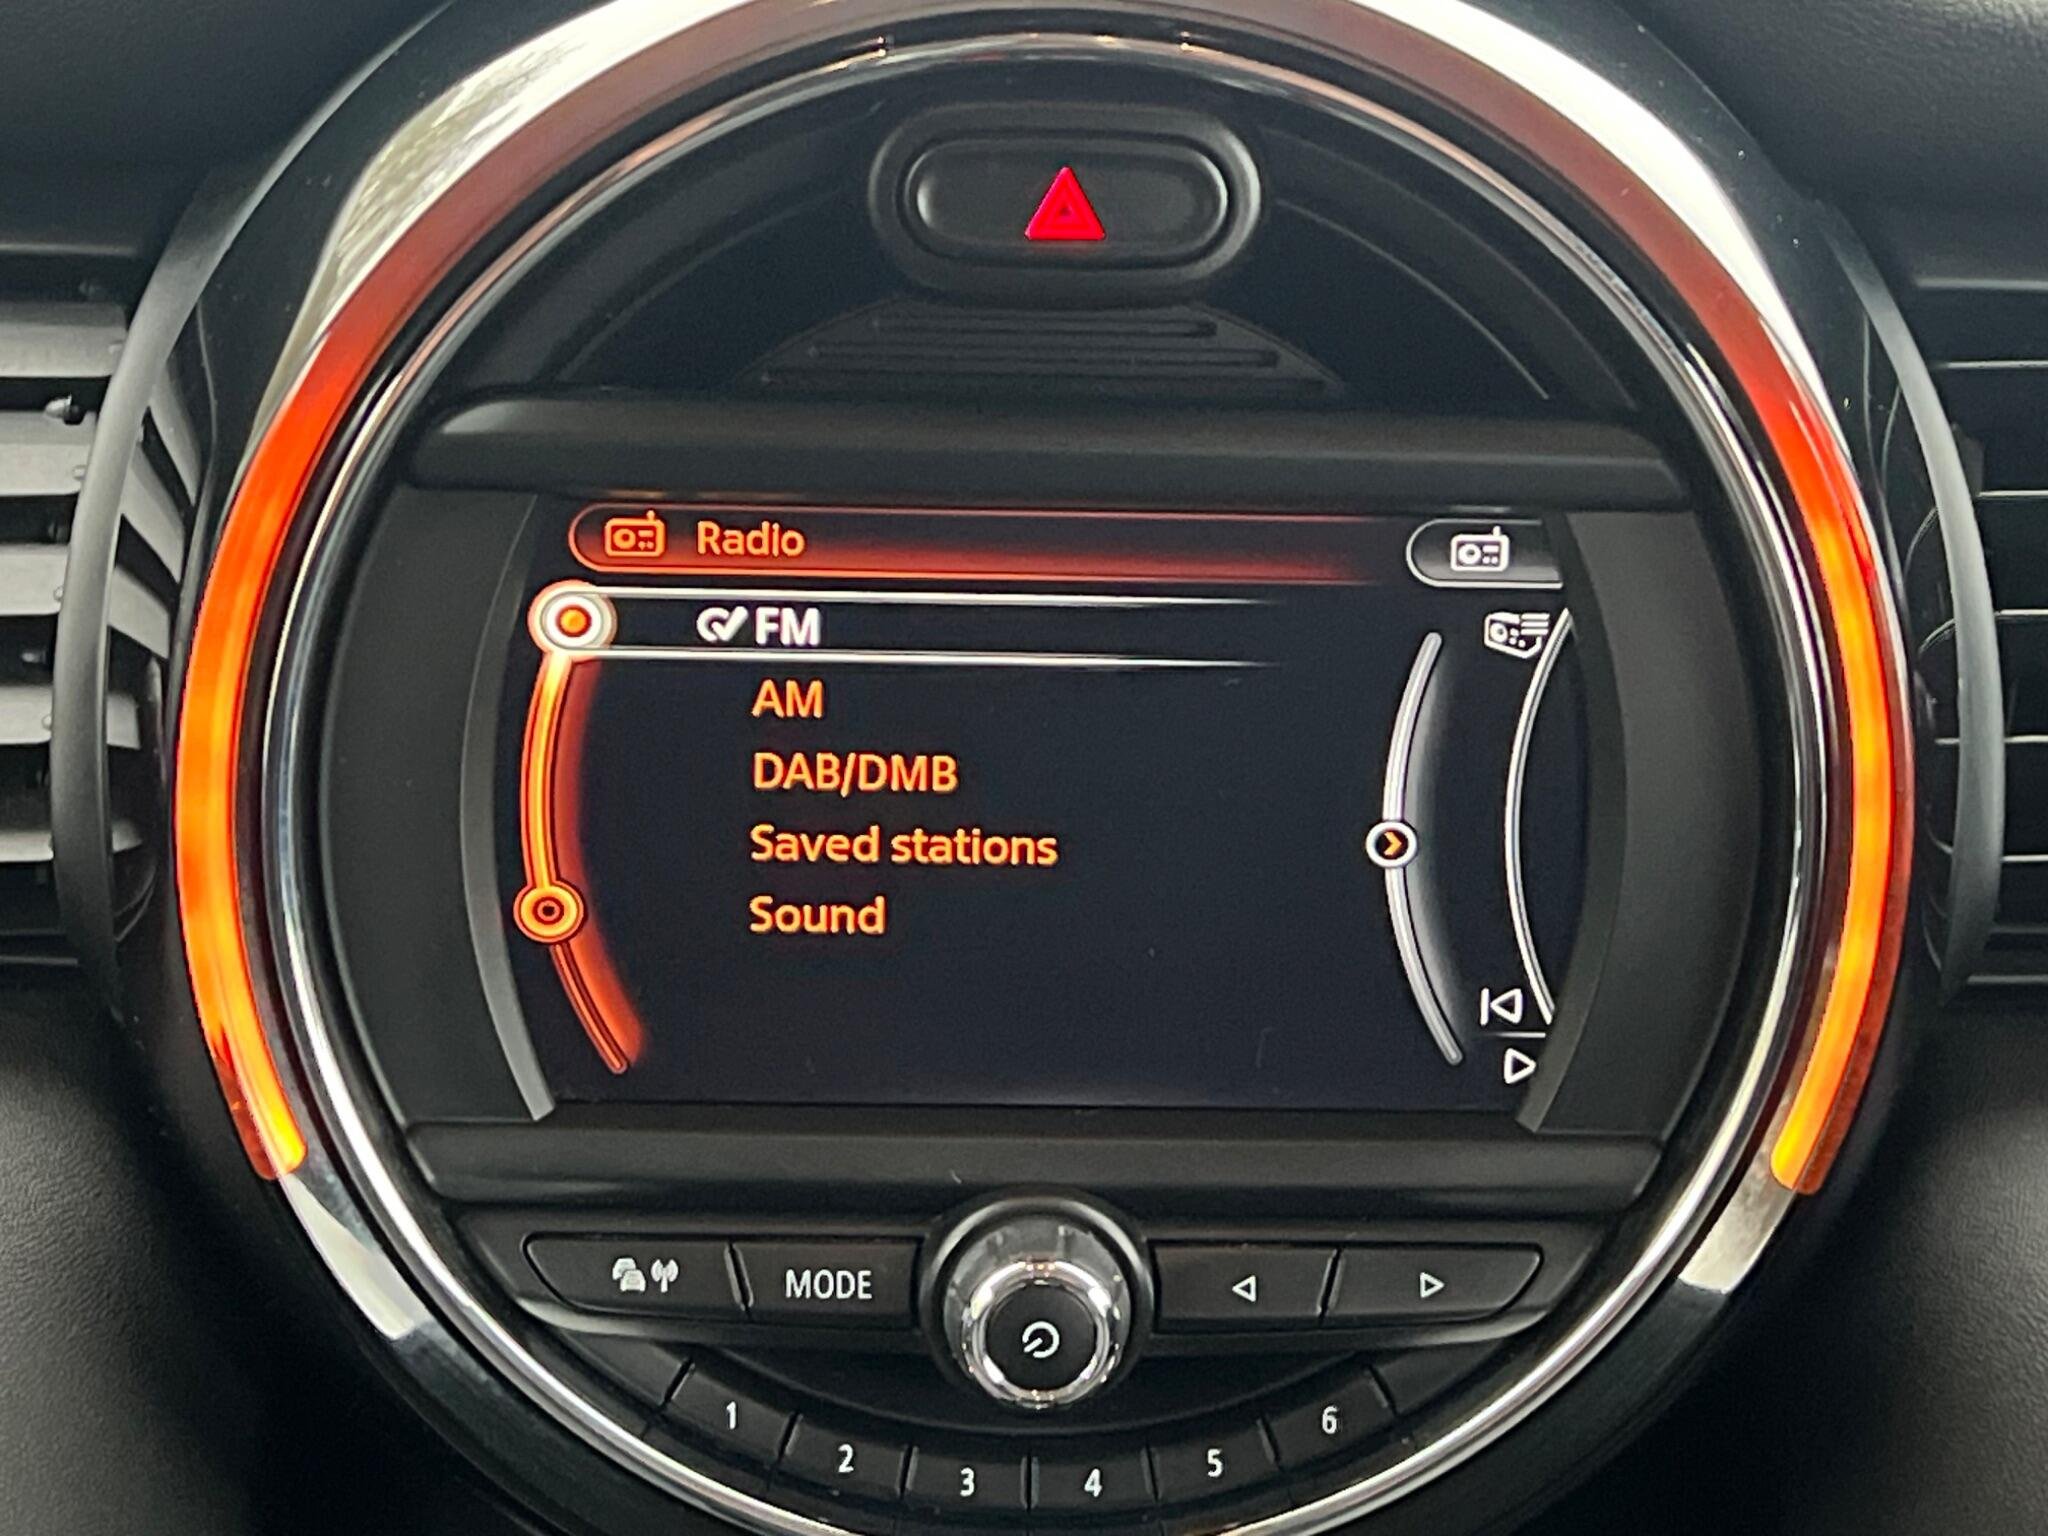 Radio
FM
AM
DAB/DMB
Saved stations
Sound
MODE
1
2
3
4
5
6